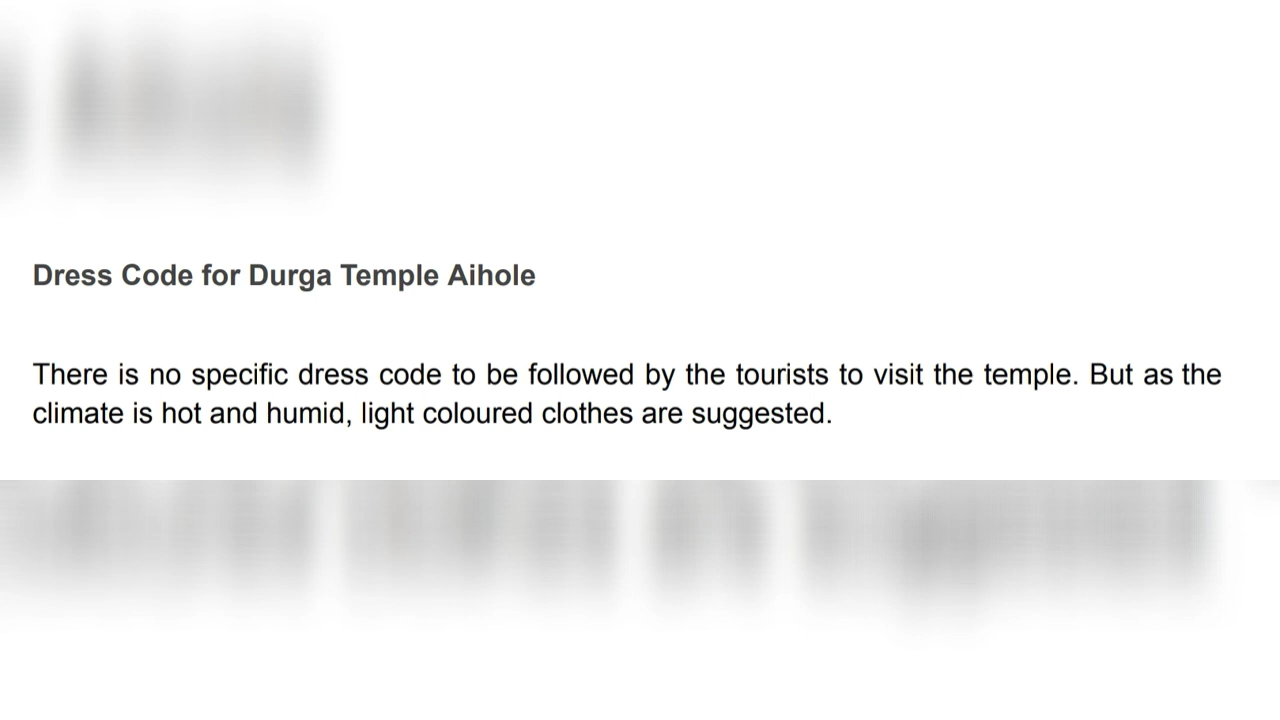 Dress Code for Durga Temple Aihole
There is no specific dress code to be followed by the tourists to visit the temple. But as the
climate is hot and humid, light coloured clothes are suggested.